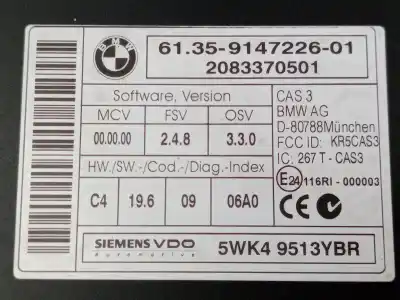 BMW
61.35-9147226-01
2083370501
Software, Version
MCV FSV OSV
00.00.00 2.4.8 3.3.0
HW./SW.-/Cod.-/Diag.-Index
C4 19.6 09 06A0
CAS 3
BMW AG
D-80788München
FCC ID: KR5CAS3
IC. 267 T - CAS3
E24 116RI - 000003
CE
SIEMENS VDO
Automotive
5WK4 9513YBR